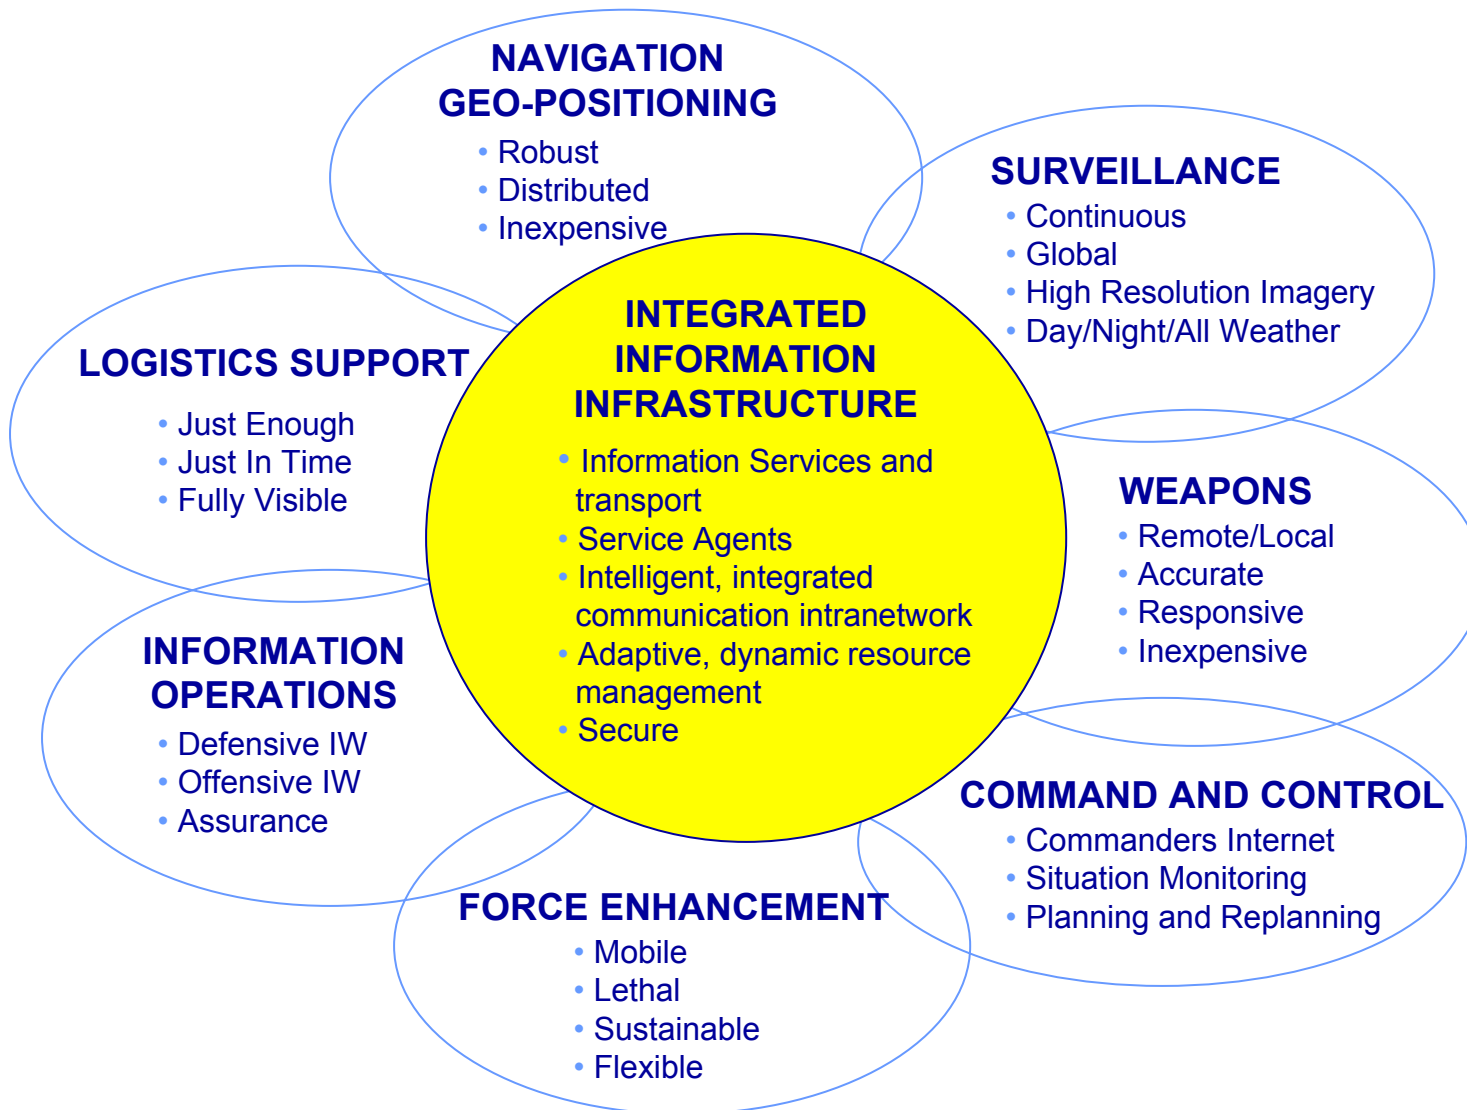 NAVIGATION
GEO-POSITIONING
• Robust
• Distributed
• Inexpensive
SURVEILLANCE
• Continuous
• Global
• High Resolution Imagery
• Day/Night/All Weather
LOGISTICS SUPPORT
• Just Enough
• Just In Time
• Fully Visible
INTEGRATED
INFORMATION
INFRASTRUCTURE
• Information Services and
transport
• Service Agents
• Intelligent, integrated
communication intranetwork
• Adaptive, dynamic resource
management
• Secure
WEAPONS
• Remote/Local
• Accurate
• Responsive
• Inexpensive
INFORMATION
OPERATIONS
• Defensive IW
• Offensive IW
• Assurance
COMMAND AND CONTROL
• Commanders Internet
• Situation Monitoring
• Planning and Replanning
FORCE ENHANCEMENT
• Mobile
• Lethal
• Sustainable
• Flexible